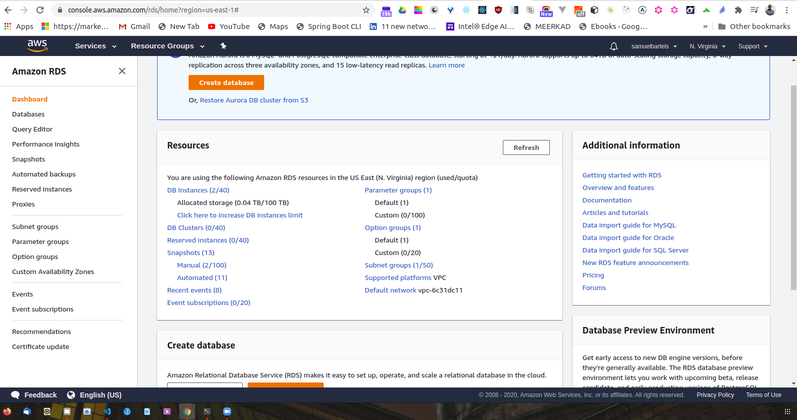 console.aws.amazon.com/rds/home?region=us-east-1#
Apps
https://marke...
Gmail
New Tab
YouTube
Maps
Spring Boot CLI
11 new netwo...
Intel® Edge AI...
MEERKAD
Ebooks - Goog...
»
Other bookmarks
aws
Services
Resource Groups
samuelbartels
N. Virginia
Support
Amazon RDS
Dashboard
Databases
Query Editor
Performance Insights
Snapshots
Automated backups
Reserved instances
Proxies
Subnet groups
Parameter groups
Option groups
Custom Availability Zones
Events
Event subscriptions
Recommendations
Certificate update
replication across three availability zones, and 15 low-latency read replicas. Learn more
Create database
Or, Restore Aurora DB cluster from S3
Resources
Refresh
You are using the following Amazon RDS resources in the US East (N. Virginia) region (used/quota)
DB Instances (2/40)
Allocated storage (0.04 TB/100 TB)
Click here to increase DB instances limit
DB Clusters (0/40)
Reserved instances (0/40)
Snapshots (13)
Manual (2/100)
Automated (11)
Recent events (8)
Event subscriptions (0/20)
Parameter groups (1)
Default (1)
Custom (0/100)
Option groups (1)
Default (1)
Custom (0/20)
Subnet groups (1/50)
Supported platforms VPC
Default network vpc-6c31dc11
Create database
Amazon Relational Database Service (RDS) makes it easy to set up, operate, and scale a relational database in the cloud.
Additional information
Getting started with RDS
Overview and features
Documentation
Articles and tutorials
Data import guide for MySQL
Data import guide for Oracle
Data import guide for SQL Server
New RDS feature announcements
Pricing
Forums
Database Preview Environment
Get early access to new DB engine versions, before
they're generally available. The RDS database preview
environment lets you work with upcoming beta, release
Feedback
English (US)
© 2008 - 2020, Amazon Web Services, Inc. or its affiliates. All rights reserved.
Privacy Policy
Terms of Use